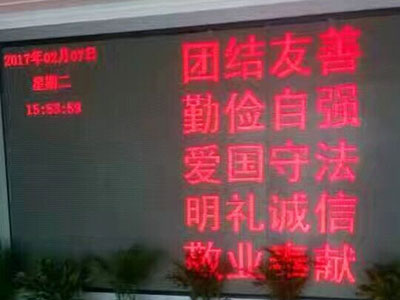 2017年02月07日
星期二
15:53:59
团结友善
勤俭自强
爱国守法
明礼诚信
敬业奉献